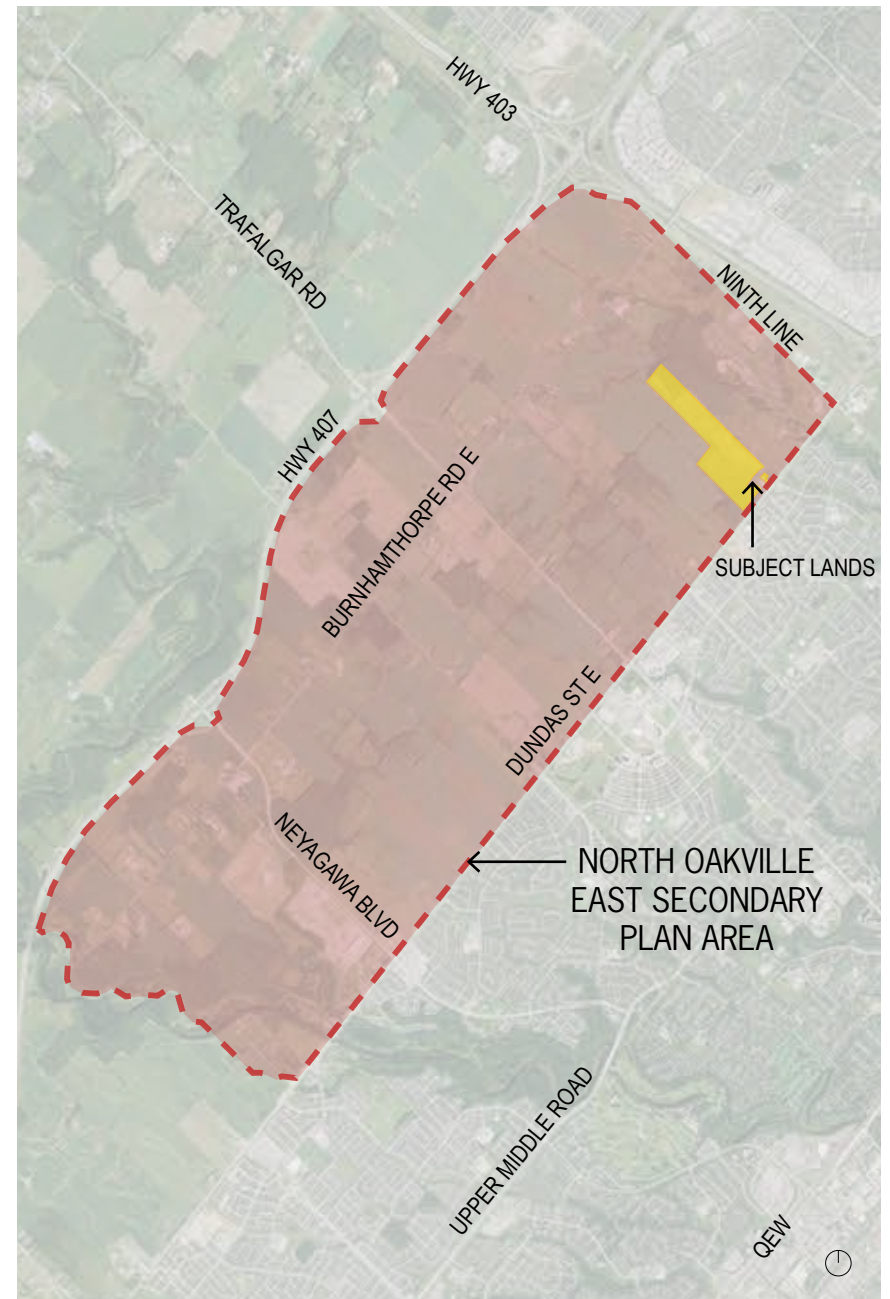 HWY 403
TRAFALGAR RD
NINTH LINE
HWY 407
BURNHAMTHORPE RD E
SUBJECT LANDS
DUNDAS ST E
NEYAGAWA BLVD
NORTH OAKVILLE
EAST SECONDARY
PLAN AREA
UPPER MIDDLE ROAD
QEW